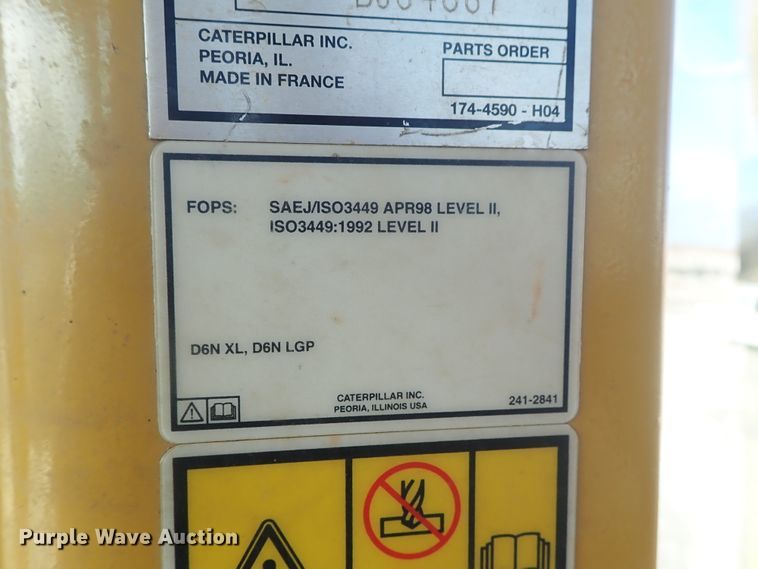 CATERPILLAR INC.
PEORIA, IL.
MADE IN FRANCE
PARTS ORDER
174-4590 - H04
FOPS: SAEJ/ISO3449 APR98 LEVEL II,
ISO3449:1992 LEVEL II
D6N XL, D6N LGP
CATERPILLAR INC.
PEORIA, ILLINOIS USA
241-2841
Purple Wave Auction